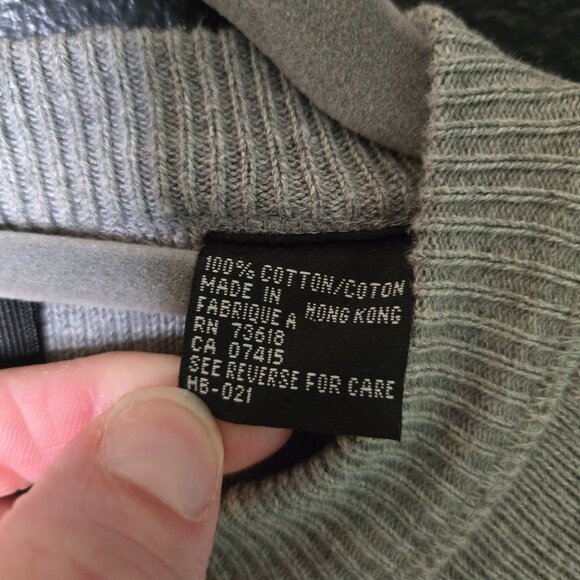 100% COTTON/COTON
MADE IN
FABRIQUE A HONG KONG
RN 73618
CA 07415
SEE REVERSE FOR CARE
HB-021